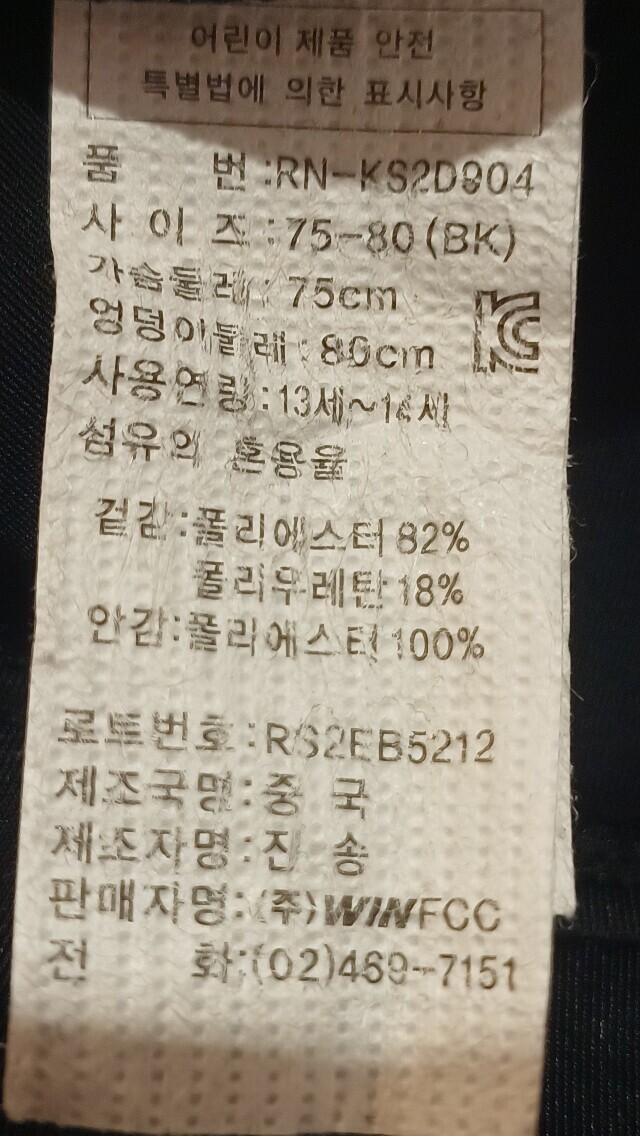 어린이 제품 안전
특별법에 의한 표시사항
품 번:RN-KS2D904
사 이 즈:75-80(BK)
가슴둘레:75cm
엉덩이둘레:80cm
사용연령:13세~14세
섬유의 혼용율
겉감:폴리에스터 82%
폴리우레탄 18%
안감:폴리에스터 100%
로트번호:RS2EB5212
제조국명:중 국
제조자명:진 송
판매자명:(주)WINFCC
전 화:(02)469-7151